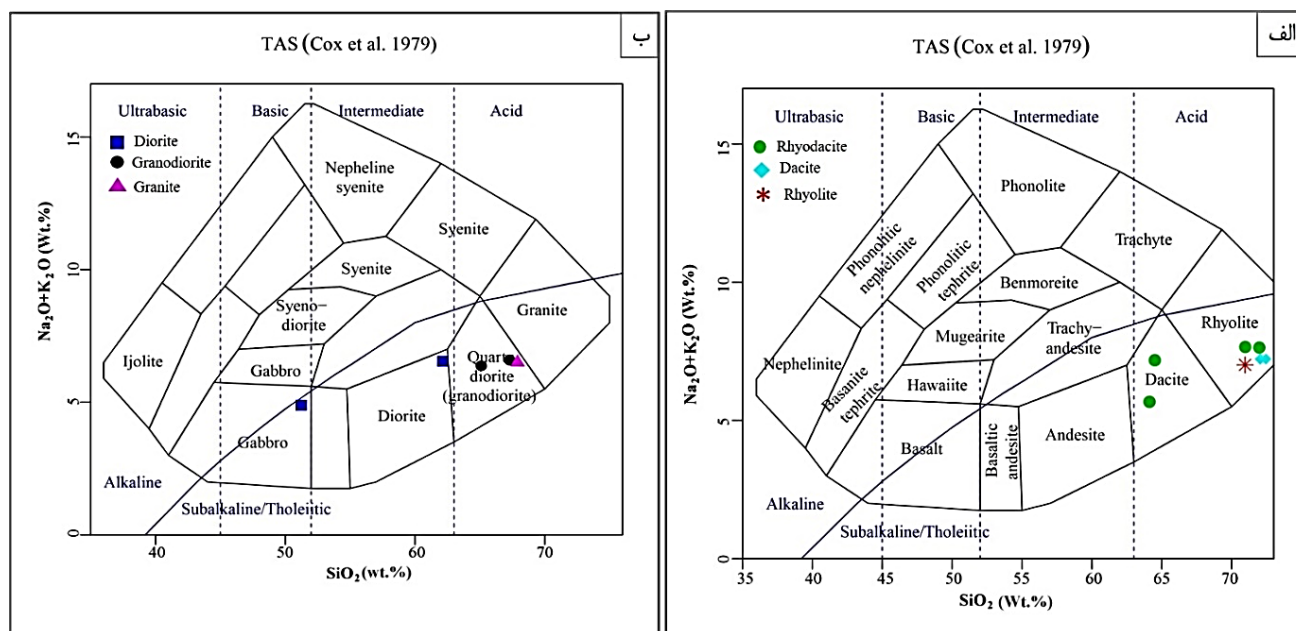 ب
TAS (Cox et al. 1979)
Ultrabasic
Basic
Intermediate
Acid
Diorite
Granodiorite
Granite
Nepheline
syenite
Syenite
Syenite
Syeno-
diorite
Gabbro
Granite
Quartz
diorite
(granodiorite)
Ijolite
Gabbro
Diorite
Alkaline
Subalkaline/Tholeiitic
Na₂O+K₂O (Wt.%)
0
5
10
15
40
50
60
70
SiO₂ (wt.%)
الف
TAS (Cox et al. 1979)
Ultrabasic
Basic
Intermediate
Acid
Rhyodacite
Dacite
Rhyolite
Phonolite
Trachyte
Phonolitic
nephelinite
Phonolitic
tephrite
Benmoreite
Mugearite
Trachy-
andesite
Rhyolite
Nephelinite
Basanite
tephrite
Hawaiite
Dacite
Basalt
Basaltic
andesite
Andesite
Alkaline
Subalkaline/Tholeiitic
Na₂O+K₂O (Wt.%)
0
5
10
15
35
40
45
50
55
60
65
70
SiO₂ (Wt.%)